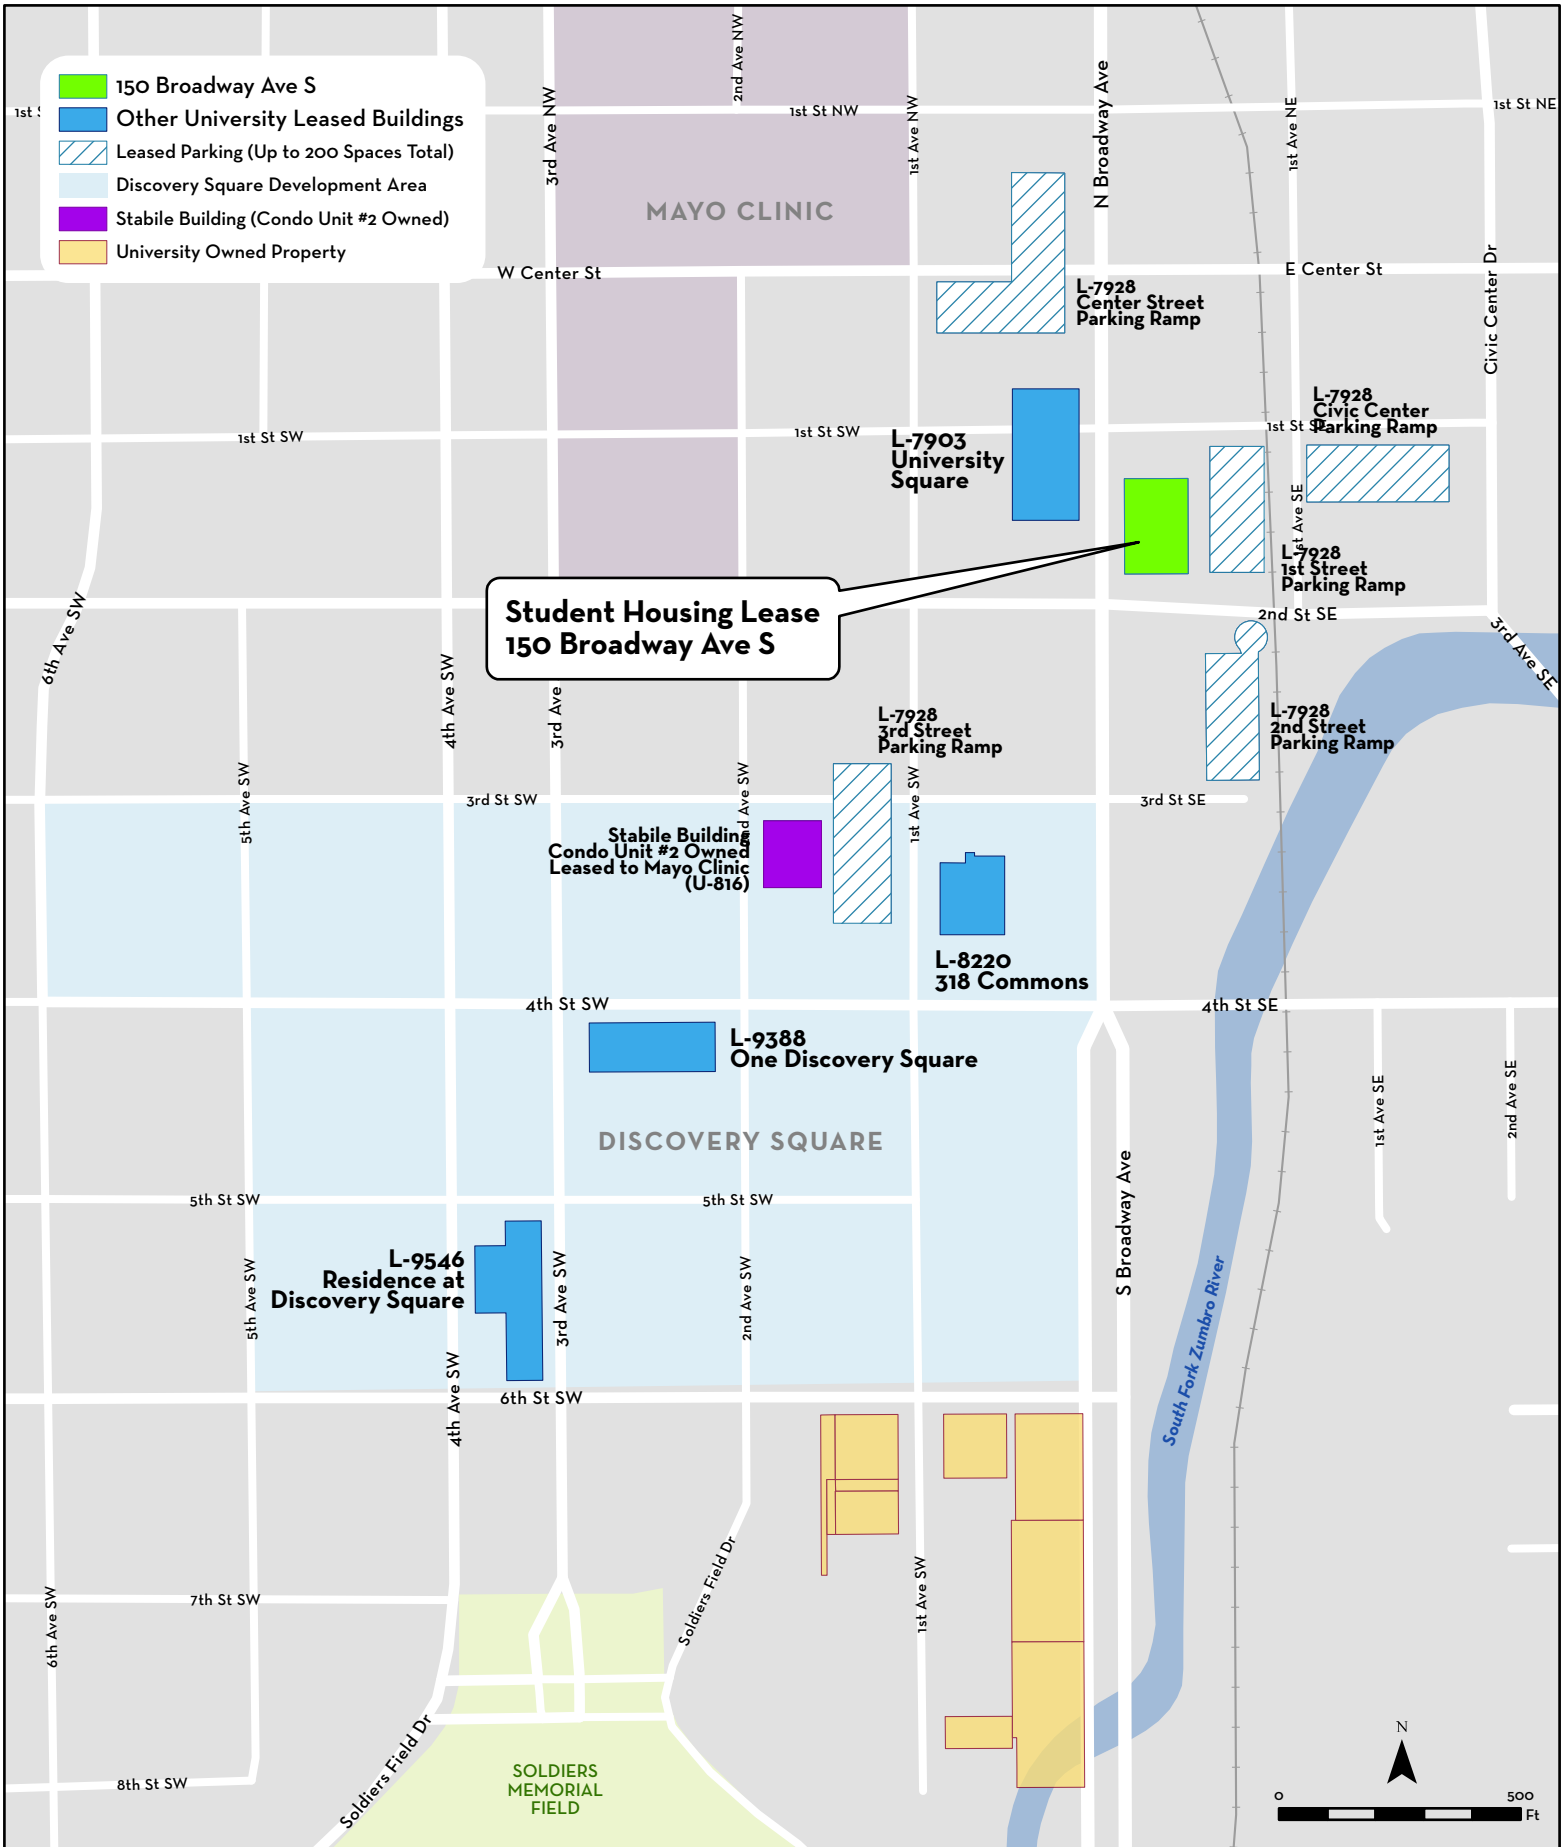 150 Broadway Ave S
Other University Leased Buildings
Leased Parking (Up to 200 Spaces Total)
Discovery Square Development Area
Stabile Building (Condo Unit #2 Owned)
University Owned Property
1st S
3rd Ave NW
2nd Ave NW
1st St NW
1st Ave NW
N Broadway Ave
1st Ave NE
1st St NE
MAYO CLINIC
W Center St
E Center St
Civic Center Dr
L-7928
Center Street
Parking Ramp
1st St SW
1st St SW
L-7903
University
Square
1st St SE
L-7928
Civic Center
Parking Ramp
1st Ave SE
L-7928
1st Street
Parking Ramp
Student Housing Lease
150 Broadway Ave S
2nd St SE
3rd Ave SE
6th Ave SW
4th Ave SW
3rd Ave
L-7928
3rd Street
Parking Ramp
L-7928
2nd Street
Parking Ramp
5th Ave SW
3rd St SW
2nd Ave SW
1st Ave SW
3rd St SE
Stabile Building
Condo Unit #2 Owned
Leased to Mayo Clinic
(U-816)
L-8220
318 Commons
4th St SW
4th St SE
L-9388
One Discovery Square
DISCOVERY SQUARE
1st Ave SE
2nd Ave SE
5th St SW
5th St SW
S Broadway Ave
L-9546
Residence at
Discovery Square
5th Ave SW
3rd Ave SW
2nd Ave SW
South Fork Zumbro River
4th Ave SW
6th St SW
Soldiers Field Dr
1st Ave SW
7th St SW
6th Ave SW
Soldiers Field Dr
8th St SW
SOLDIERS
MEMORIAL
FIELD
N
0 500
Ft